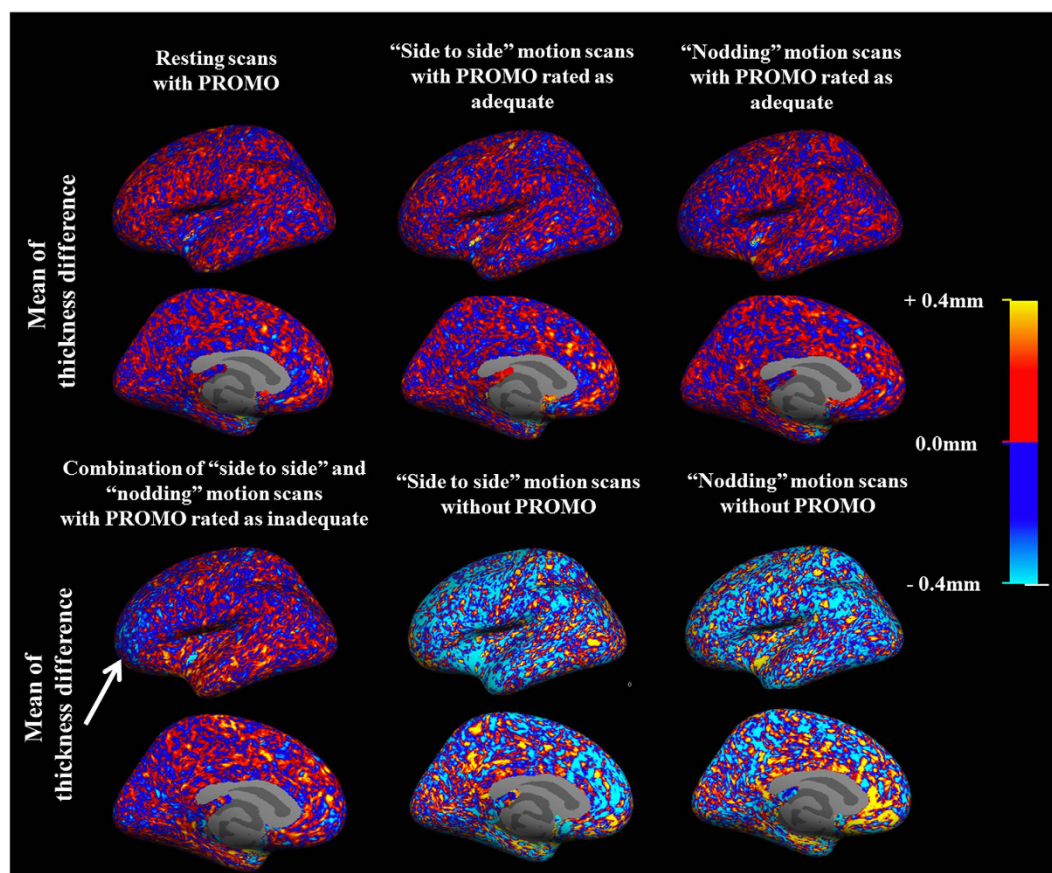 Resting scans
with PROMO
“Side to side” motion scans
with PROMO rated as
adequate
“Nodding” motion scans
with PROMO rated as
adequate
Mean of
thickness difference
+ 0.4mm
0.0mm
- 0.4mm
Combination of “side to side” and
“nodding” motion scans
with PROMO rated as inadequate
“Side to side” motion scans
without PROMO
“Nodding” motion scans
without PROMO
Mean of
thickness difference
0